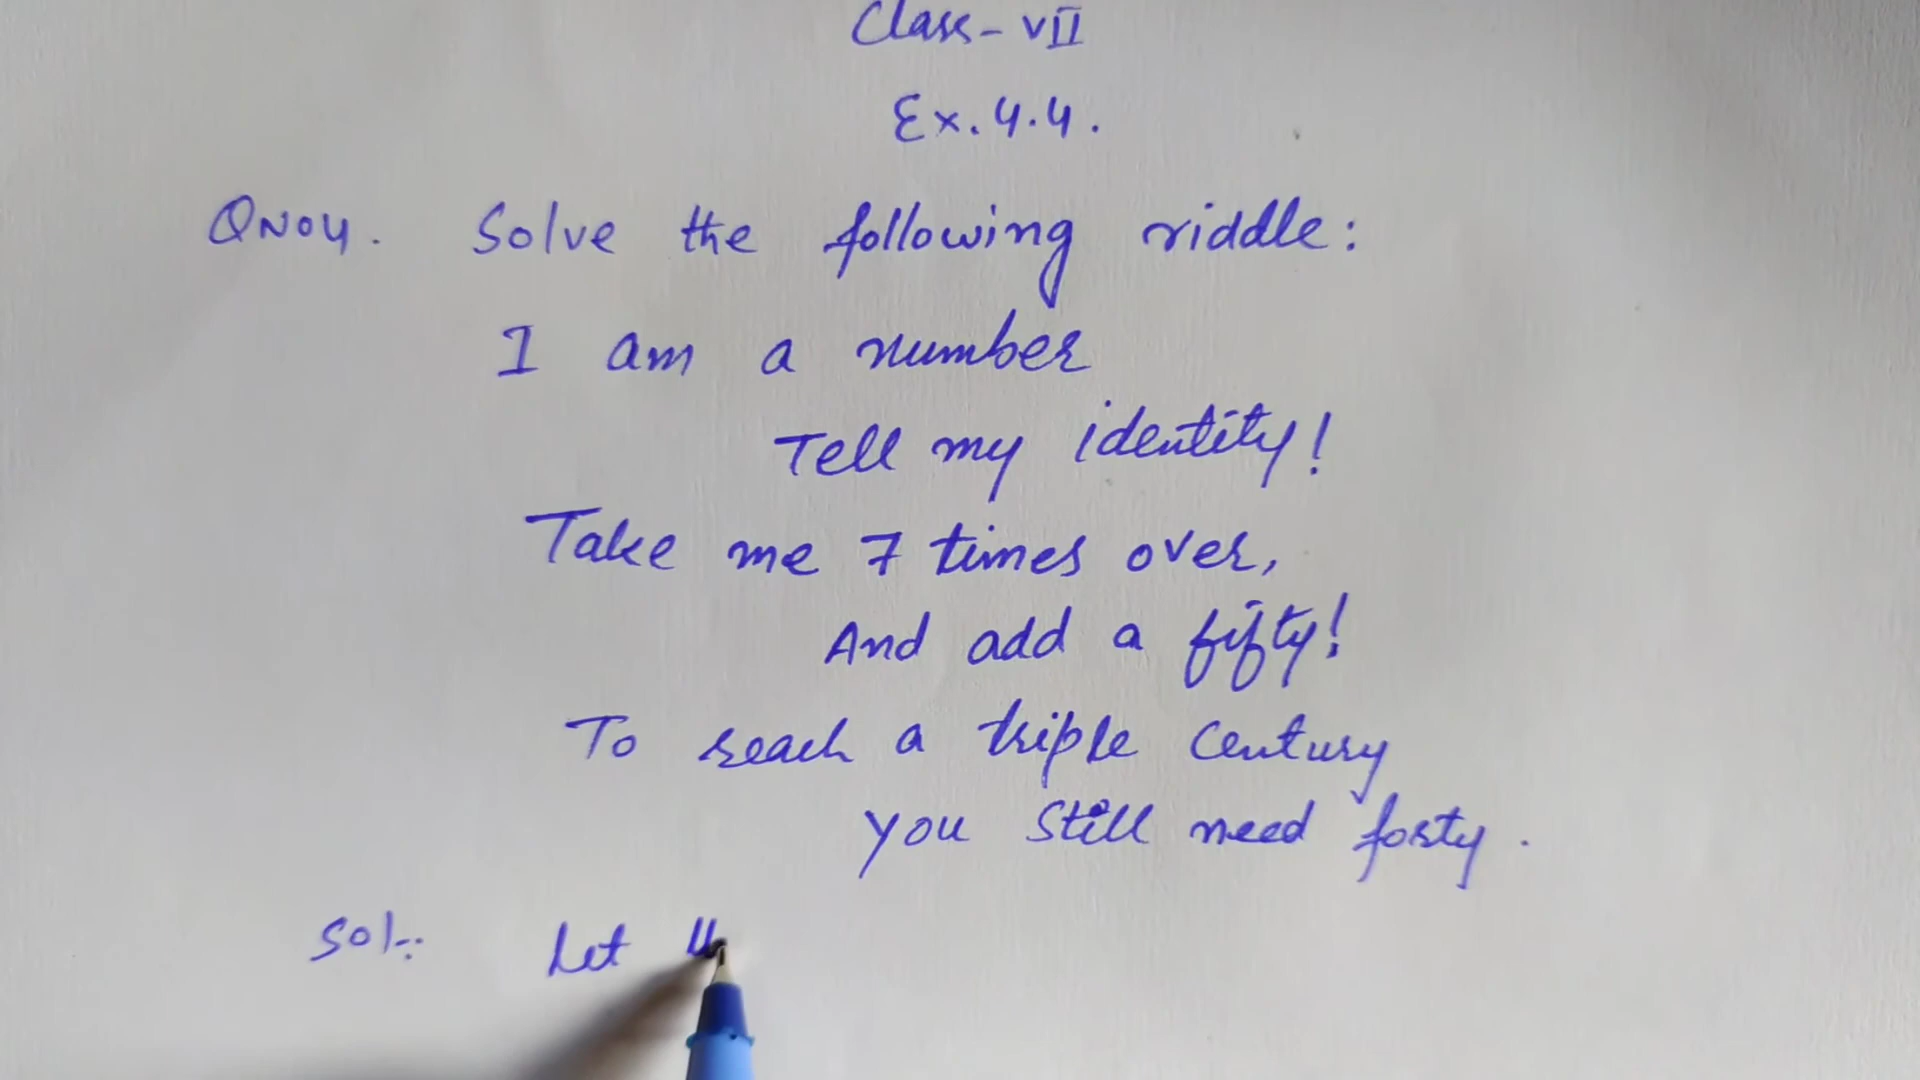 Class - VII
Ex. 4.4.
QNo4. Solve the following riddle:
I am a number
Tell my identity!
Take me 7 times over,
And add a fifty!
To reach a triple century
you still need forty.
Sol:- Let